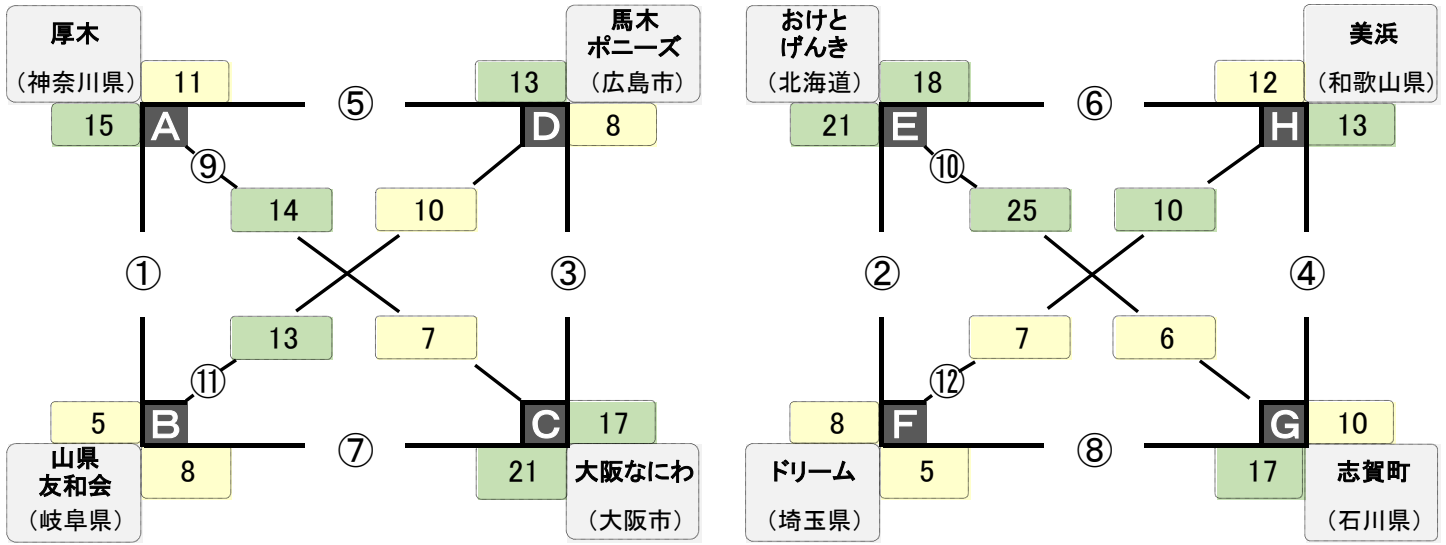 厚木
(神奈川県)
11
15
A
⑤
13
馬木
ポニーズ
(広島市)
D
8
⑨
14
10
①
③
13
7
⑪
5
B
山県
友和会
(岐阜県)
8
⑦
C
17
21
大阪なにわ
(大阪市)
おけと
げんき
(北海道)
18
21
E
⑥
12
美浜
(和歌山県)
H
13
⑩
25
10
②
④
7
6
⑫
8
F
ドリーム
(埼玉県)
5
⑧
G
10
17
志賀町
(石川県)